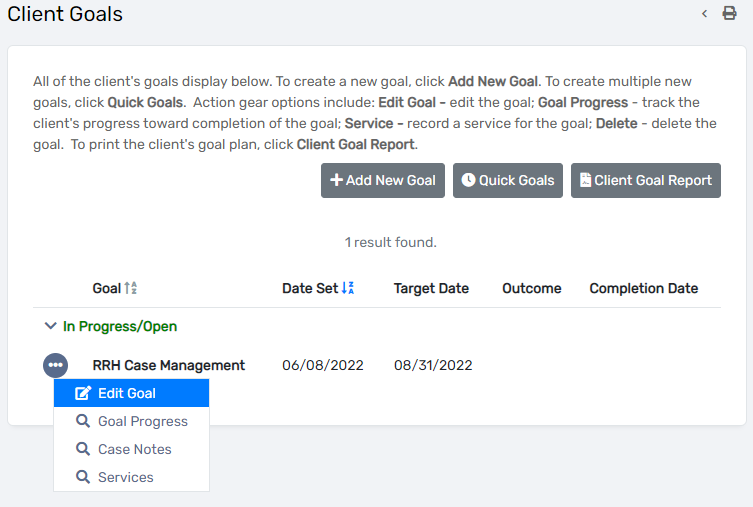 Client Goals
All of the client's goals display below. To create a new goal, click Add New Goal. To create multiple new
goals, click Quick Goals.  Action gear options include: Edit Goal - edit the goal; Goal Progress - track the
client's progress toward completion of the goal; Service - record a service for the goal; Delete - delete the
goal.  To print the client's goal plan, click Client Goal Report.
Add New Goal Quick Goals Client Goal Report
1 result found.
Goal Date Set Target Date Outcome Completion Date
In Progress/Open
RRH Case Management 06/08/2022 08/31/2022
Edit Goal
Goal Progress
Case Notes
Services